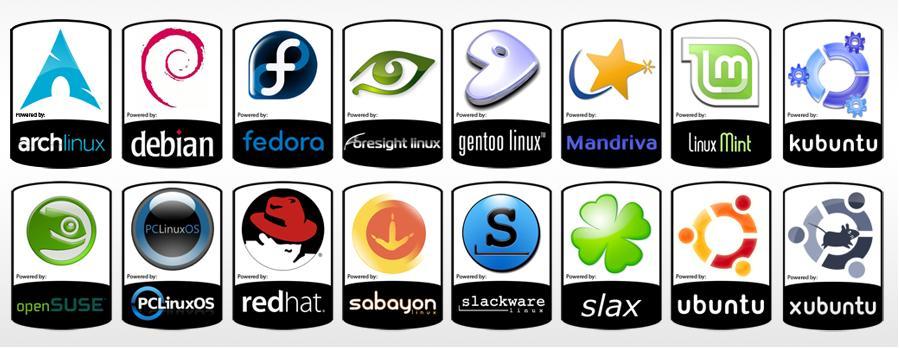 Powered by:
archlinux
Powered by:
debian
Powered by:
fedora
Powered by:
Foresight linux
Powered by:
gentoo linux™
Powered by:
Mandriva
Powered by:
Linux Mint
Powered by:
kubuntu
Powered by:
openSUSE
PCLinuxOS
Powered by:
PCLinuxOS
Powered by:
redhat.
Powered by:
sabayon
linux
S
Powered by:
slackware
linux
Powered by:
slax
Powered by:
ubuntu
Powered by:
xubuntu